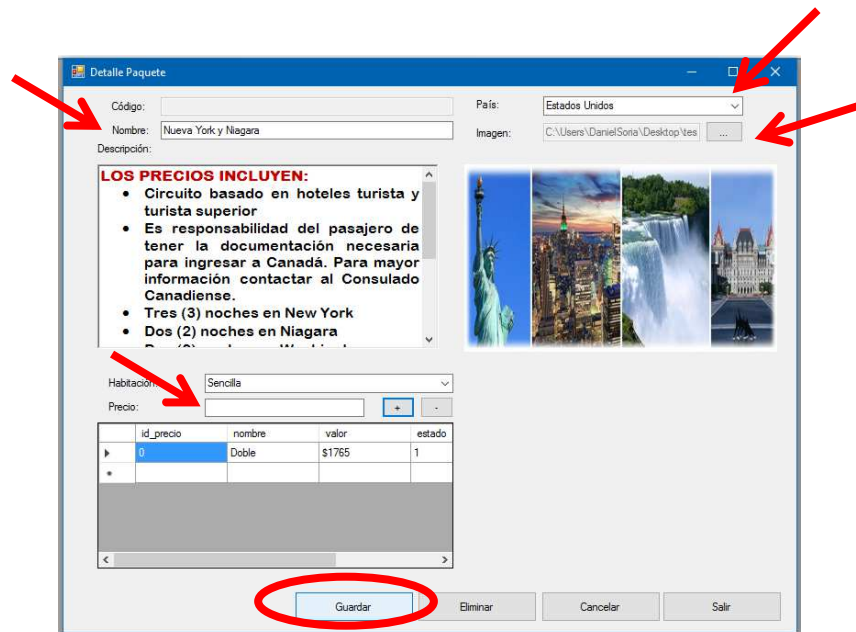 Detalle Paquete
Código:
Nombre: Nueva York y Niagara
Descripción:
País: Estados Unidos
Imagen: C:\Users\DanielSoria\Desktop\tes ...
LOS PRECIOS INCLUYEN:
• Circuito basado en hoteles turista y
turista superior
• Es responsabilidad del pasajero de
tener la documentación necesaria
para ingresar a Canadá. Para mayor
información contactar al Consulado
Canadiense.
• Tres (3) noches en New York
• Dos (2) noches en Niagara
Habitación: Sencilla
Precio: + -
id_precio nombre valor estado
0 Doble $1765 1
Guardar Eliminar Cancelar Salir